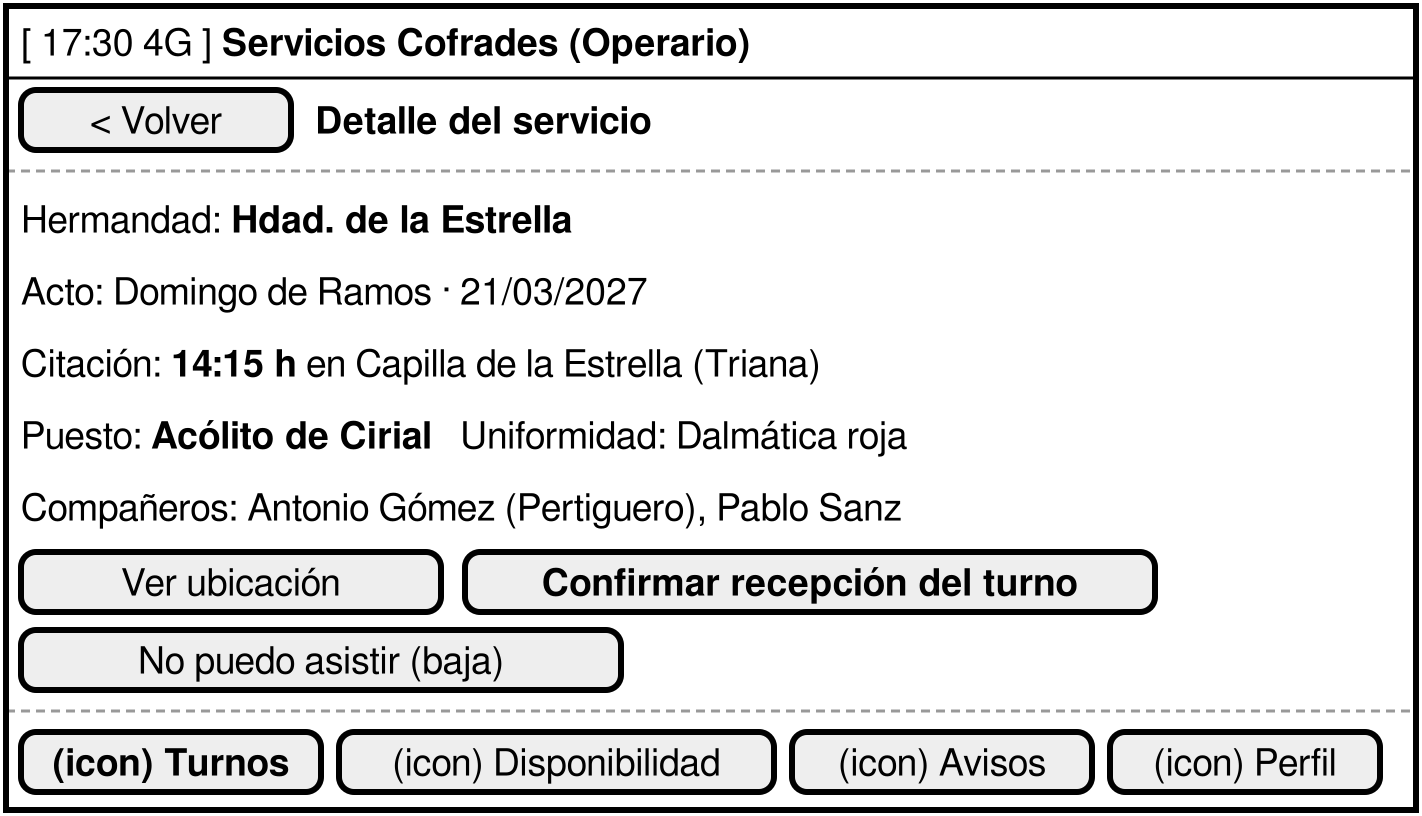 [ 17:30 4G ] Servicios Cofrades (Operario)
< Volver Detalle del servicio
Hermandad: Hdad. de la Estrella
Acto: Domingo de Ramos · 21/03/2027
Citación: 14:15 h en Capilla de la Estrella (Triana)
Puesto: Acólito de Cirial Uniformidad: Dalmática roja
Compañeros: Antonio Gómez (Pertiguero), Pablo Sanz
Ver ubicación Confirmar recepción del turno
No puedo asistir (baja)
(icon) Turnos (icon) Disponibilidad (icon) Avisos (icon) Perfil